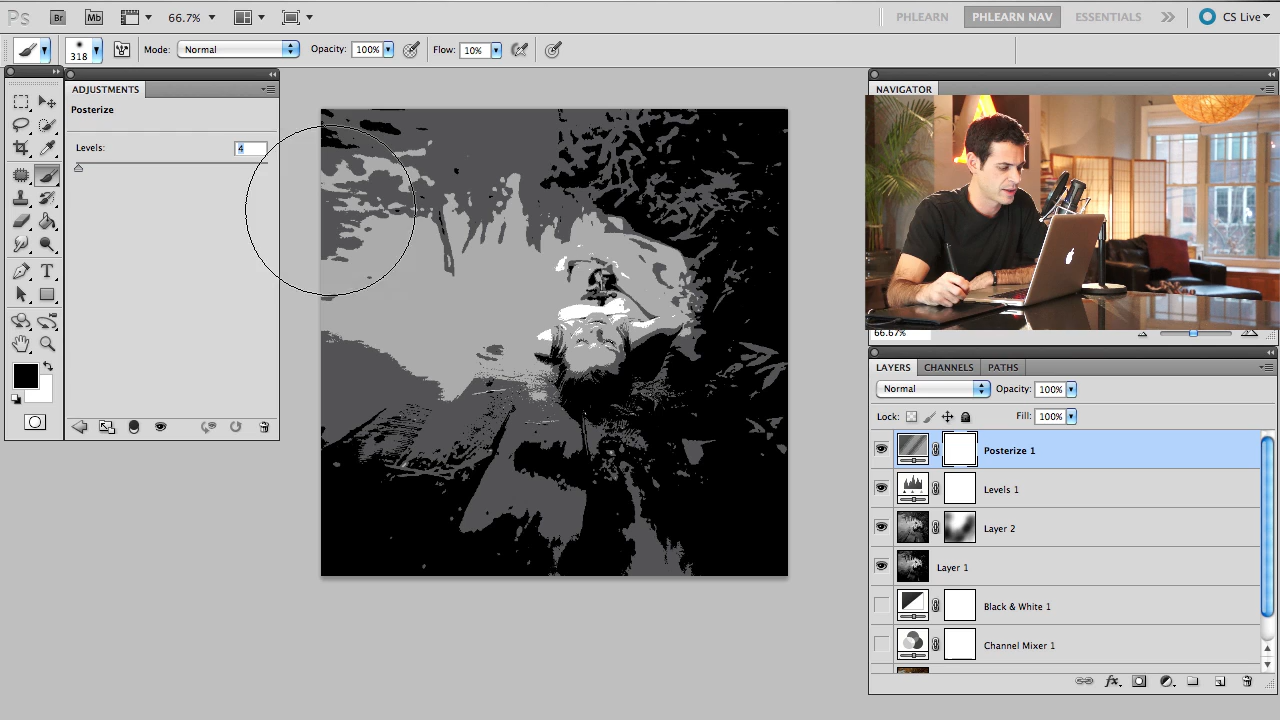 Ps Br Mb 66.7% PHLEARN PHLEARN NAV ESSENTIALS CS Live
318 Mode: Normal Opacity: 100% Flow: 10%
ADJUSTMENTS
Posterize
Levels: 4
NAVIGATOR
66.67%
LAYERS CHANNELS PATHS
Normal Opacity: 100%
Lock: Fill: 100%
Posterize 1
Levels 1
Layer 2
Layer 1
Black & White 1
Channel Mixer 1
fx